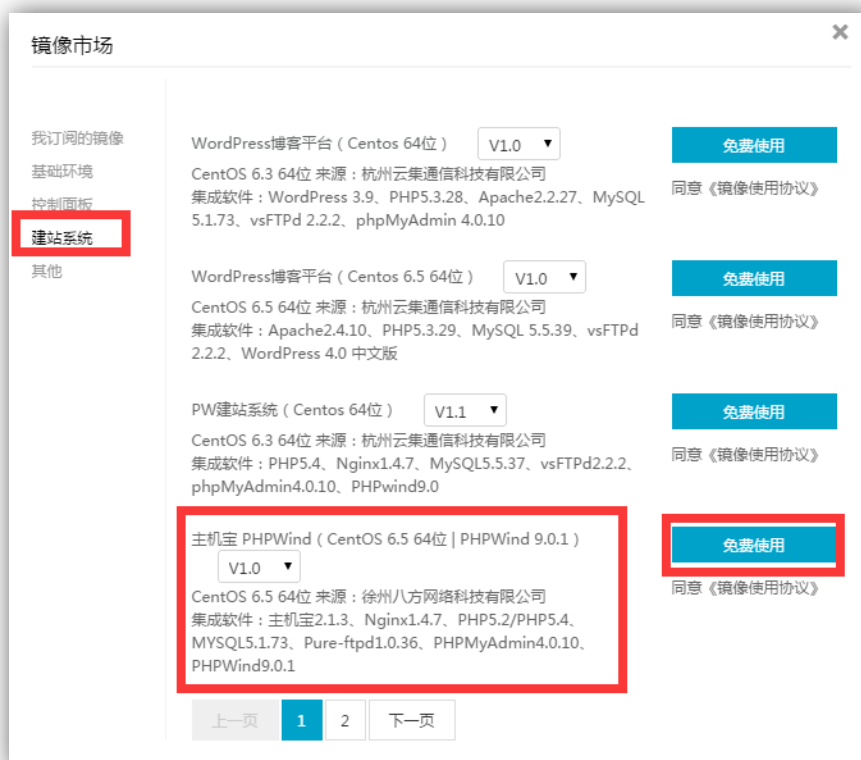 镜像市场
×
我订阅的镜像
基础环境
控制面板
建站系统
其他
WordPress博客平台（Centos 64位） V1.0
免费使用
CentOS 6.3 64位 来源：杭州云集通信科技有限公司
同意《镜像使用协议》
集成软件：WordPress 3.9、PHP5.3.28、Apache2.2.27、MySQL
5.1.73、vsFTPd 2.2.2、phpMyAdmin 4.0.10
WordPress博客平台（Centos 6.5 64位） V1.0
免费使用
CentOS 6.5 64位 来源：杭州云集通信科技有限公司
同意《镜像使用协议》
集成软件：Apache2.4.10、PHP5.3.29、MySQL 5.5.39、vsFTPd
2.2.2、WordPress 4.0 中文版
PW建站系统（Centos 64位） V1.1
免费使用
CentOS 6.3 64位 来源：杭州云集通信科技有限公司
同意《镜像使用协议》
集成软件：PHP5.4、Nginx1.4.7、MySQL5.5.37、vsFTPd2.2.2、
phpMyAdmin4.0.10、PHPwind9.0
主机宝 PHPWind（CentOS 6.5 64位 | PHPWind 9.0.1）
免费使用
V1.0
同意《镜像使用协议》
CentOS 6.5 64位 来源：徐州八方网络科技有限公司
集成软件：主机宝2.1.3、Nginx1.4.7、PHP5.2/PHP5.4、
MYSQL5.1.73、Pure-ftpd1.0.36、PHPMyAdmin4.0.10、
PHPWind9.0.1
上一页 1 2 下一页